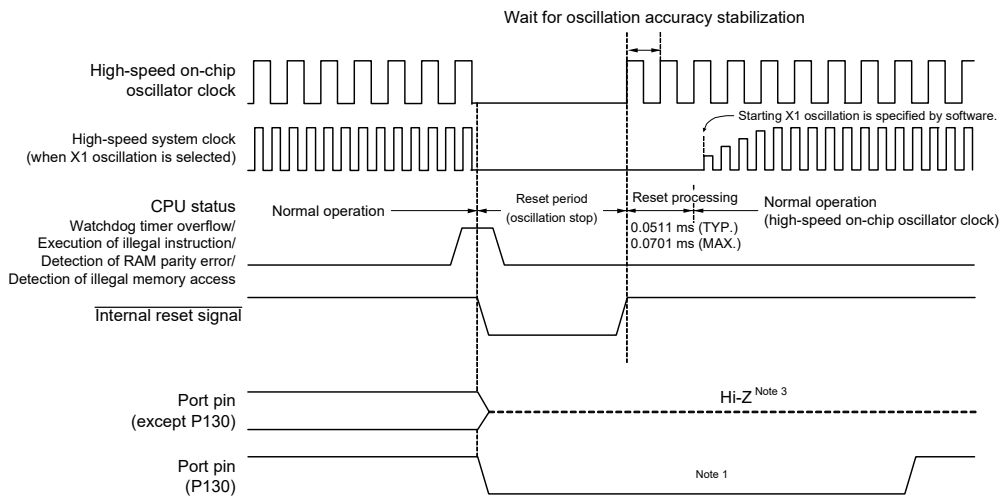 Wait for oscillation accuracy stabilization
High-speed on-chip
oscillator clock
Starting X1 oscillation is specified by software.
High-speed system clock
(when X1 oscillation is selected)
CPU status
Normal operation
Reset period
(oscillation stop)
Reset processing
0.0511 ms (TYP.)
0.0701 ms (MAX.)
Normal operation
(high-speed on-chip oscillator clock)
Watchdog timer overflow/
Execution of illegal instruction/
Detection of RAM parity error/
Detection of illegal memory access
Internal reset signal
Port pin
(except P130)
Hi-Z Note 3
Port pin
(P130)
Note 1